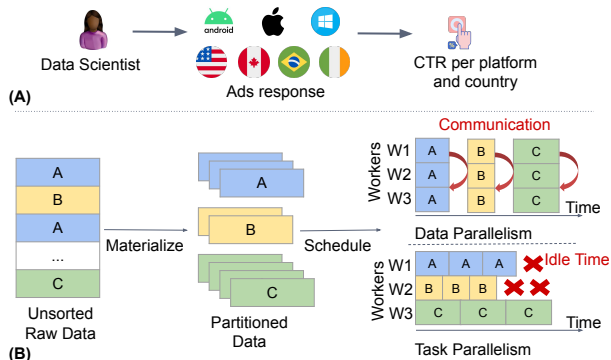 android
Data Scientist
Ads response
CTR per platform
and country
(A)
A
B
A
...
C
Unsorted
Raw Data
(B)
Materialize
A
B
C
Partitioned
Data
Schedule
Communication
Workers
W1
W2
W3
A
A
A
B
B
B
C
C
C
Time
Data Parallelism
Workers
W1
W2
W3
A A A
B B B
C C C
Idle Time
Time
Task Parallelism